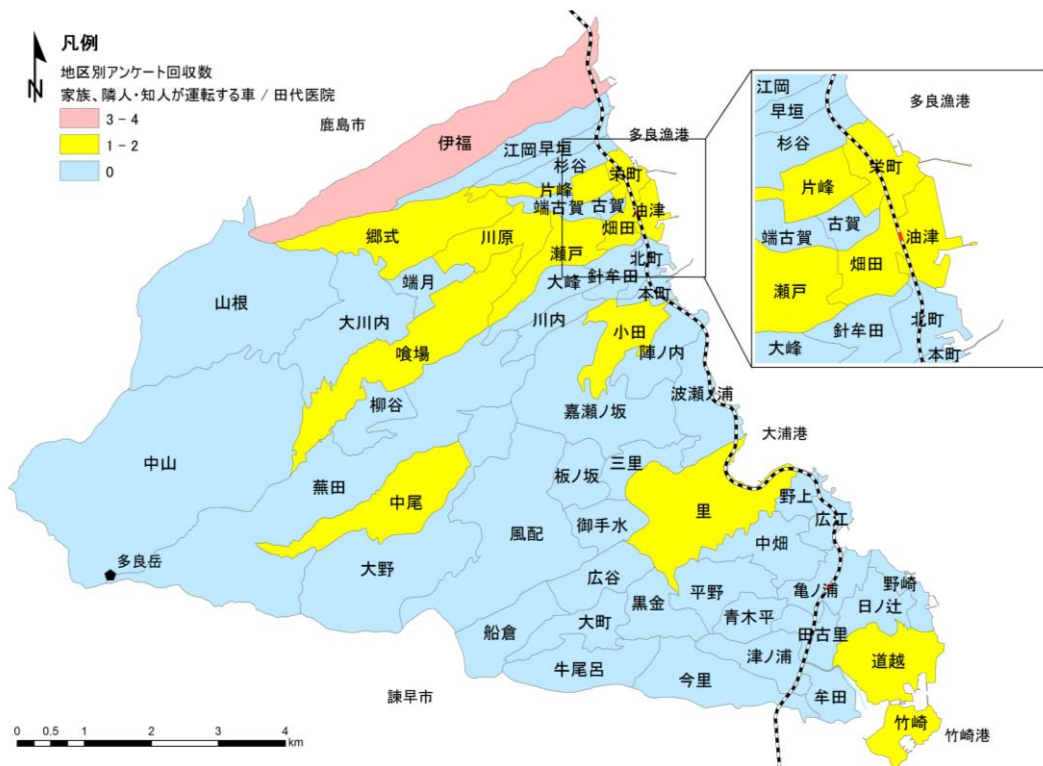 凡例
地区別アンケート回収数
家族、隣人・知人が運転する車 / 田代医院
3 - 4
1 - 2
0
N
鹿島市
多良漁港
伊福
江岡
早垣
杉谷
栄町
片峰
端古賀
古賀
油津
郷式
川原
畑田
瀬戸
北町
端月
大峰
針牟田
本町
山根
大川内
川内
小田
陣ノ内
喰場
波瀬ノ浦
柳谷
嘉瀬ノ坂
大浦港
中山
三里
板ノ坂
蕪田
中尾
里
野上
広江
風配
御手水
中畑
多良岳
大野
広谷
平野
亀ノ浦
野崎
黒金
日ノ辻
青木平
大町
田古里
船倉
津ノ浦
道越
牛尾呂
今里
牟田
諫早市
竹崎
竹崎港
0 0.5 1 2 3 4
km
江岡
多良漁港
早垣
杉谷
栄町
片峰
古賀
端古賀
油津
畑田
瀬戸
北町
針牟田
大峰
本町